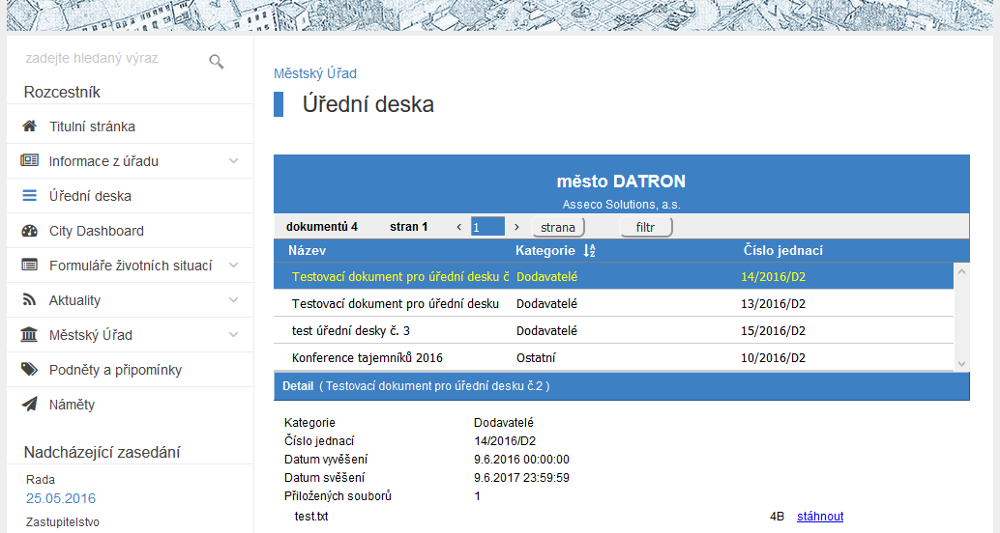 zadejte hledaný výraz
Rozcestník
Titulní stránka
Informace z úřadu
Úřední deska
City Dashboard
Formuláře životních situací
Aktuality
Městský Úřad
Podněty a připomínky
Náměty
Nadcházející zasedání
Rada
25.05.2016
Zastupitelstvo
Městský Úřad
Úřední deska
město DATRON
Asseco Solutions, a.s.
dokumentů 4 stran 1 < 1 > strana filtr
Název Kategorie Číslo jednací
Testovací dokument pro úřední desku č Dodavatelé 14/2016/D2
Testovací dokument pro úřední desku Dodavatelé 13/2016/D2
test úřední desky č. 3 Dodavatelé 15/2016/D2
Konference tajemníků 2016 Ostatní 10/2016/D2
Detail ( Testovací dokument pro úřední desku č.2 )
Kategorie Dodavatelé
Číslo jednací 14/2016/D2
Datum vyvěšení 9.6.2016 00:00:00
Datum svěšení 9.6.2017 23:59:59
Přiložených souborů 1
test.txt 4B stáhnout